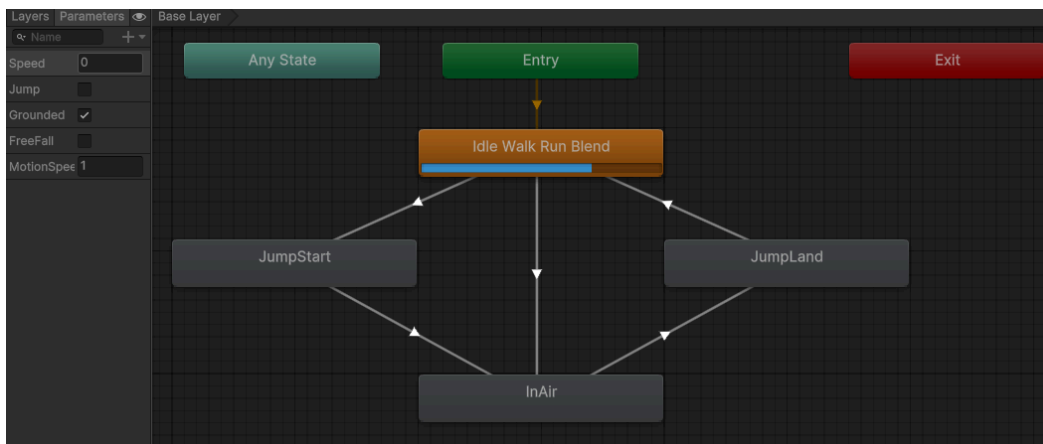 Layers Parameters Base Layer
Name
Speed 0
Jump
Grounded
FreeFall
MotionSpee 1
Any State
Entry
Exit
Idle Walk Run Blend
JumpStart
JumpLand
InAir